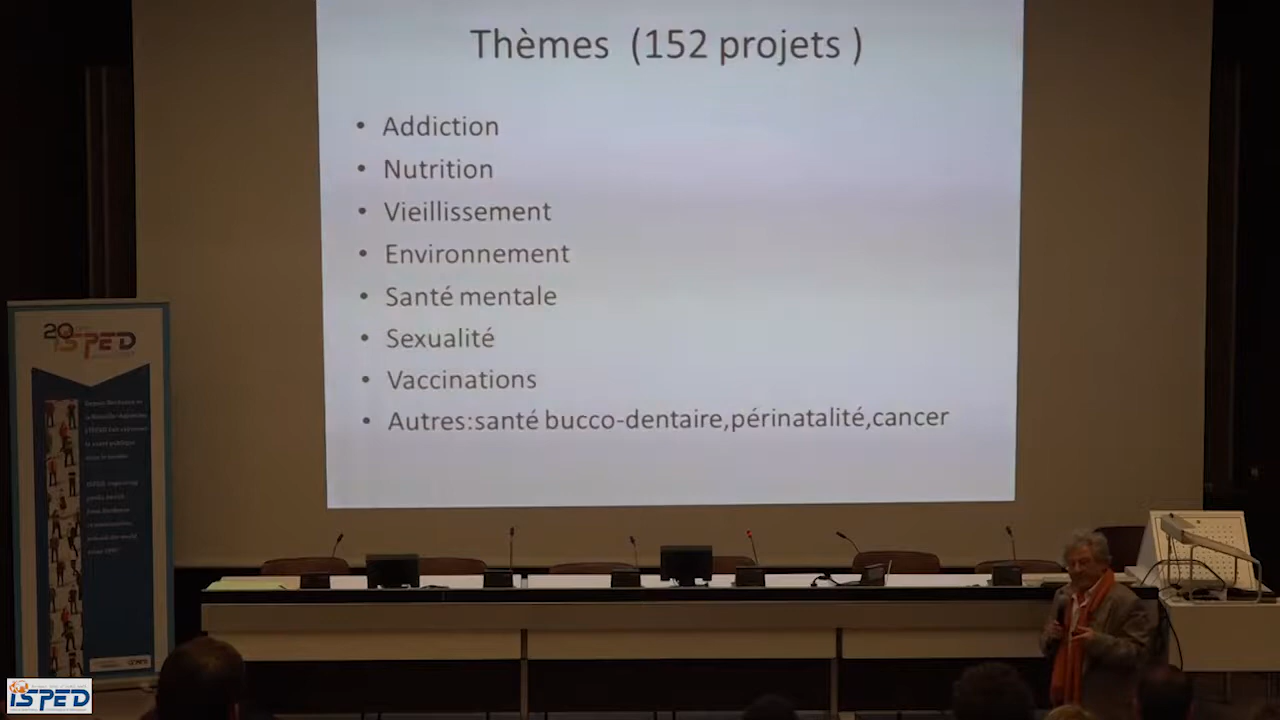 Thèmes (152 projets )
• Addiction
• Nutrition
• Vieillissement
• Environnement
• Santé mentale
• Sexualité
• Vaccinations
• Autres:santé bucco-dentaire,périnatalité,cancer
20
ISPED
ISPED